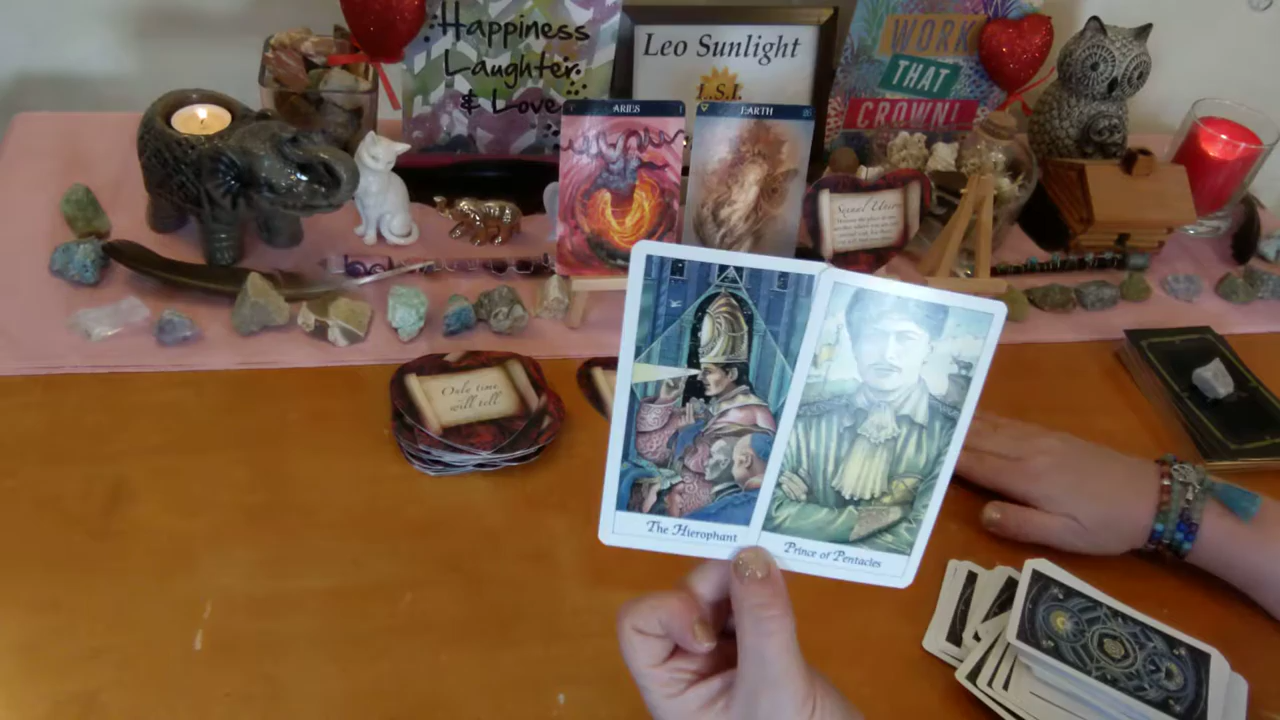 Happiness
Laughter
& Love
Leo Sunlight
L.S.L
WORK
THAT
CROWN!
ARIES
EARTH
Only time
will tell
The Hierophant
Prince of Pentacles